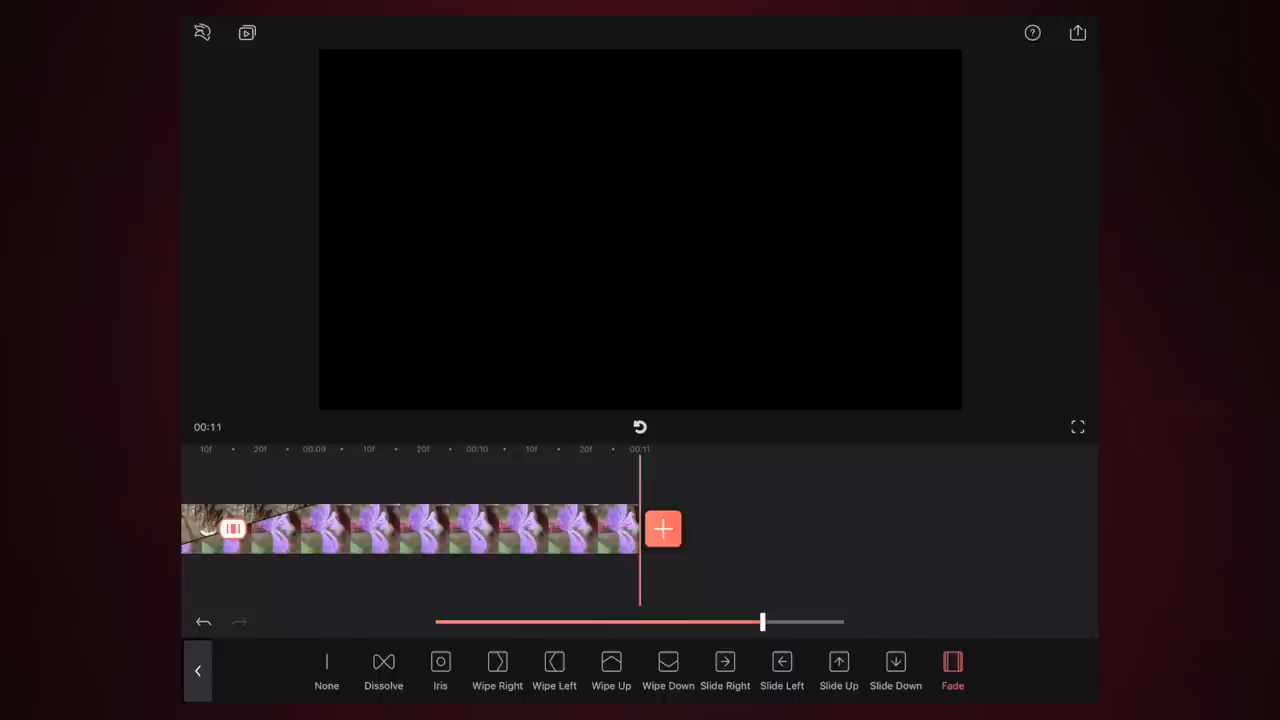 00:11
10f 20f 00:09 10f 20f 00:10 10f 20f 00:11
None Dissolve Iris Wipe Right Wipe Left Wipe Up Wipe Down Slide Right Slide Left Slide Up Slide Down Fade